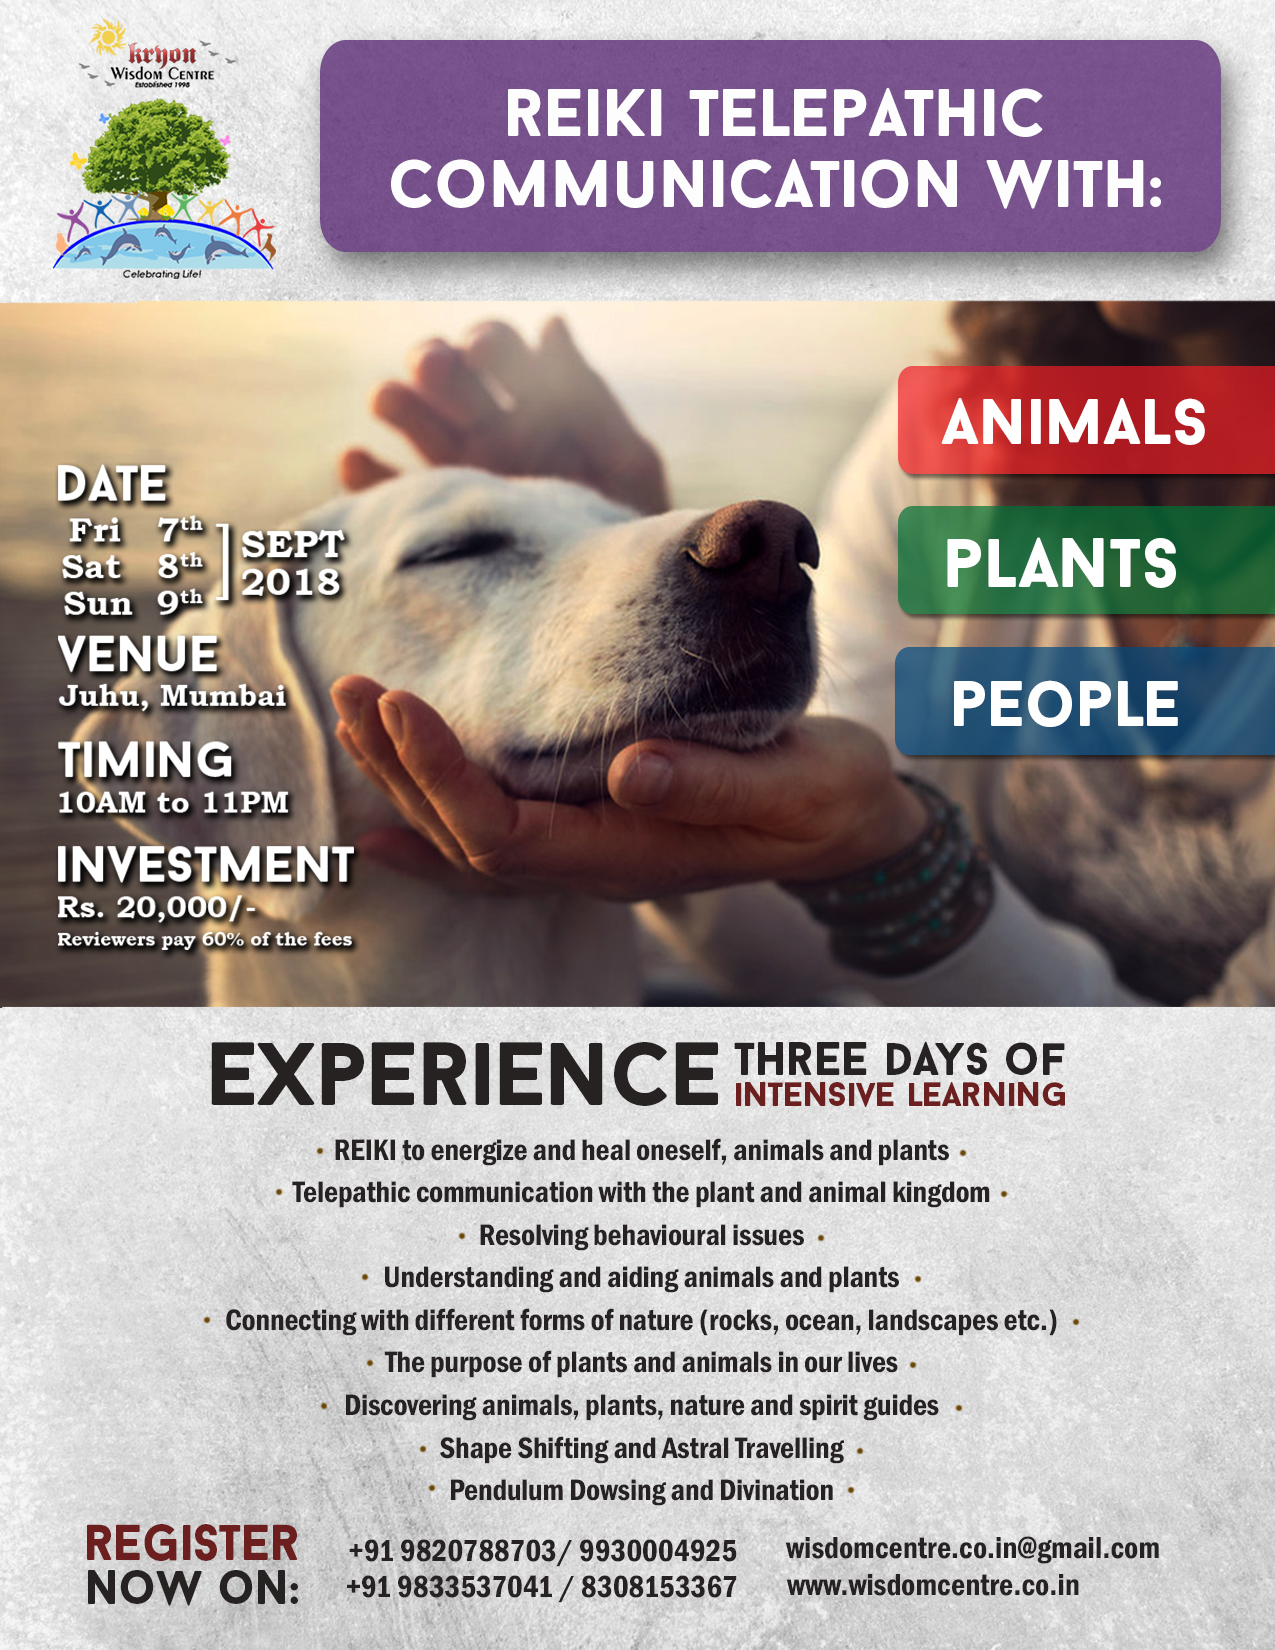 kryon
Wisdom Centre
Established 1998
Celebrating Life!
REIKI TELEPATHIC
COMMUNICATION WITH:
ANIMALS
PLANTS
PEOPLE
DATE
Fri 7th
Sat 8th
Sun 9th
] SEPT
2018
VENUE
Juhu, Mumbai
TIMING
10AM to 11PM
INVESTMENT
Rs. 20,000/-
Reviewers pay 60% of the fees
EXPERIENCE THREE DAYS OF
INTENSIVE LEARNING
• REIKI to energize and heal oneself, animals and plants •
• Telepathic communication with the plant and animal kingdom •
• Resolving behavioural issues •
• Understanding and aiding animals and plants •
• Connecting with different forms of nature (rocks, ocean, landscapes etc.) •
• The purpose of plants and animals in our lives •
• Discovering animals, plants, nature and spirit guides •
• Shape Shifting and Astral Travelling •
• Pendulum Dowsing and Divination •
REGISTER
NOW ON:
+91 9820788703/ 9930004925
+91 9833537041 / 8308153367
wisdomcentre.co.in@gmail.com
www.wisdomcentre.co.in